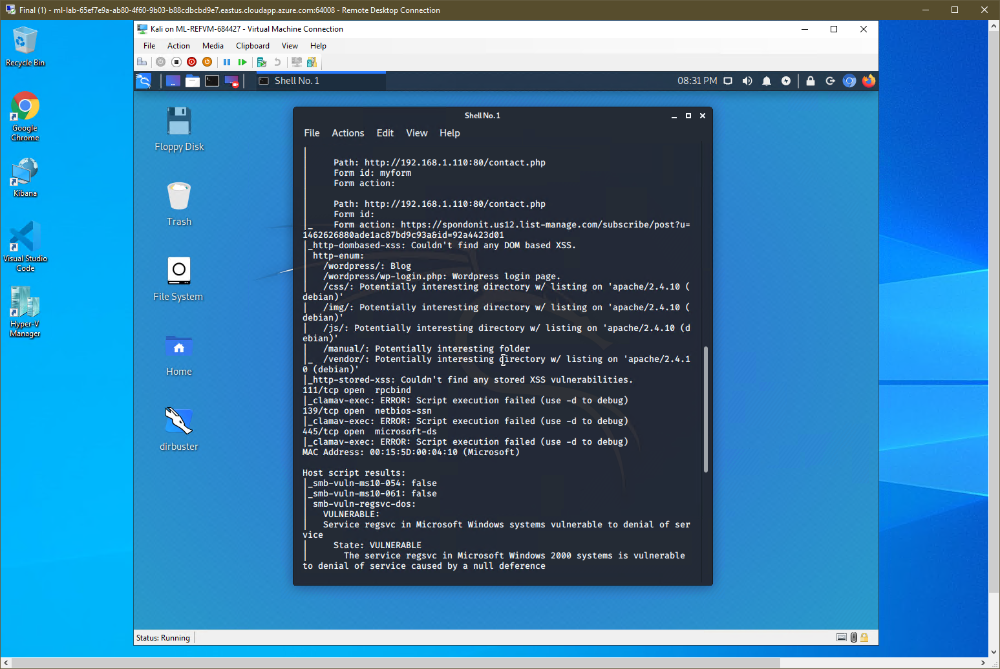 Final (1) - ml-lab-65ef7e9a-ab80-4f60-9b03-b88cdbcbd9e7.eastus.cloudapp.azure.com:64008 - Remote Desktop Connection
Recycle Bin
Google
Chrome
Kibana
Visual Studio
Code
Hyper-V
Manager
Kali on ML-REFVM-684427 - Virtual Machine Connection
File Action Media Clipboard View Help
Shell No. 1
08:31 PM
Floppy Disk
Trash
File System
Home
dirbuster
Shell No. 1
File Actions Edit View Help
|
|     Path: http://192.168.1.110:80/contact.php
|     Form id: myform
|     Form action:
|
|     Path: http://192.168.1.110:80/contact.php
|     Form id:
|_    Form action: https://spondonit.us12.list-manage.com/subscribe/post?u=
1462626880ade1ac87bd9c93a&id=92a4423d01
|_http-dombased-xss: Couldn't find any DOM based XSS.
| http-enum:
|   /wordpress/: Blog
|   /wordpress/wp-login.php: Wordpress login page.
|   /css/: Potentially interesting directory w/ listing on 'apache/2.4.10 (
debian)'
|   /img/: Potentially interesting directory w/ listing on 'apache/2.4.10 (
debian)'
|   /js/: Potentially interesting directory w/ listing on 'apache/2.4.10 (d
ebian)'
|   /manual/: Potentially interesting folder
|_  /vendor/: Potentially interesting directory w/ listing on 'apache/2.4.1
0 (debian)'
|_http-stored-xss: Couldn't find any stored XSS vulnerabilities.
111/tcp open  rpcbind
|_clamav-exec: ERROR: Script execution failed (use -d to debug)
139/tcp open  netbios-ssn
|_clamav-exec: ERROR: Script execution failed (use -d to debug)
445/tcp open  microsoft-ds
|_clamav-exec: ERROR: Script execution failed (use -d to debug)
MAC Address: 00:15:5D:00:04:10 (Microsoft)
Host script results:
|_smb-vuln-ms10-054: false
|_smb-vuln-ms10-061: false
| smb-vuln-regsvc-dos:
|   VULNERABLE:
|   Service regsvc in Microsoft Windows systems vulnerable to denial of ser
vice
|     State: VULNERABLE
|       The service regsvc in Microsoft Windows 2000 systems is vulnerable
to denial of service caused by a null deference
Status: Running